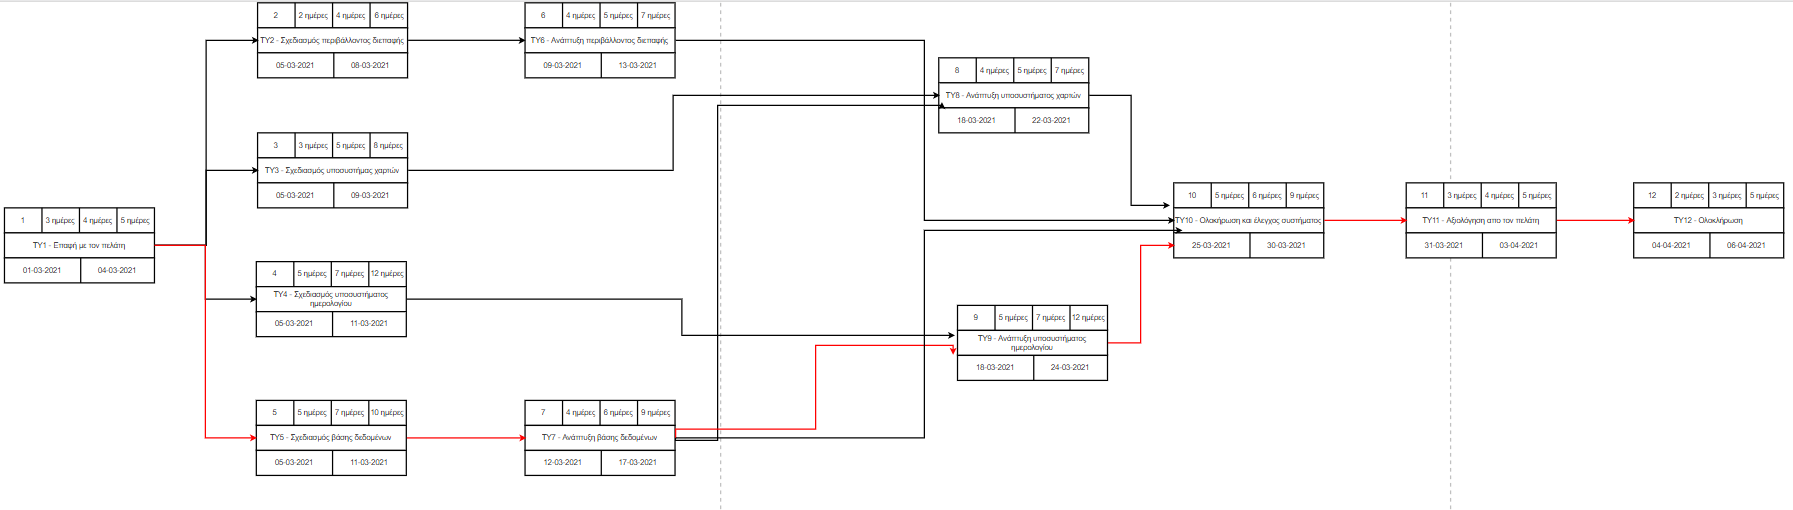 2 2 ημέρες 4 ημέρες 6 ημέρες
ΤΥ2 - Σχεδιασμός περιβάλλοντος διεπαφής
05-03-2021 08-03-2021
6 4 ημέρες 5 ημέρες 7 ημέρες
ΤΥ6 - Ανάπτυξη περιβάλλοντος διεπαφής
09-03-2021 13-03-2021
8 4 ημέρες 5 ημέρες 7 ημέρες
ΤΥ8 - Ανάπτυξη υποσυστήματος χαρτών
18-03-2021 22-03-2021
3 3 ημέρες 5 ημέρες 8 ημέρες
ΤΥ3 - Σχεδιασμός υποσυστήμας χαρτών
05-03-2021 09-03-2021
1 3 ημέρες 4 ημέρες 5 ημέρες
ΤΥ1 - Επαφή με τον πελάτη
01-03-2021 04-03-2021
10 5 ημέρες 6 ημέρες 9 ημέρες
ΤΥ10 - Ολοκήρωση και έλεγχος συστήματος
25-03-2021 30-03-2021
11 3 ημέρες 4 ημέρες 5 ημέρες
ΤΥ11 - Αξιολόγηση απο τον πελάτη
31-03-2021 03-04-2021
12 2 ημέρες 3 ημέρες 5 ημέρες
ΤΥ12 - Ολοκλήρωση
04-04-2021 06-04-2021
4 5 ημέρες 7 ημέρες 12 ημέρες
ΤΥ4 - Σχεδιασμός υποσυστήματος
ημερολογίου
05-03-2021 11-03-2021
9 5 ημέρες 7 ημέρες 12 ημέρες
ΤΥ9 - Ανάπτυξη υποσυστήματος
ημερολογίου
18-03-2021 24-03-2021
5 5 ημέρες 7 ημέρες 10 ημέρες
ΤΥ5 - Σχεδιασμός βάσης δεδομένων
05-03-2021 11-03-2021
7 4 ημέρες 6 ημέρες 9 ημέρες
ΤΥ7 - Ανάπτυξη βάσης δεδομένων
12-03-2021 17-03-2021